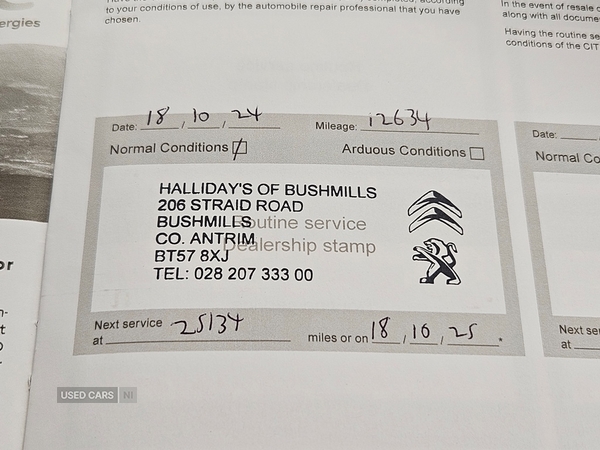 to your conditions of use, by the automobile repair professional that you have
chosen.
In the event of resale
along with all docume
Having the routine se
conditions of the CIT
ergies
Date: 18 / 10 / 24 Mileage: 12634
Normal Conditions Arduous Conditions
HALLIDAY'S OF BUSHMILLS
206 STRAID ROAD
BUSHMILLS
CO. ANTRIM
BT57 8XJ
TEL: 028 207 333 00
Routine service
Dealership stamp
Next service
at 25134 miles or on 18 / 10 / 25 *
Date:
Normal Co
Next ser
at
or
USED CARS NI